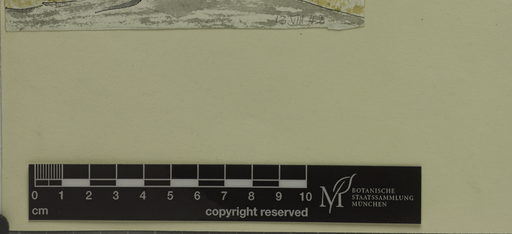 0 1 2 3 4 5 6 7 8 9 10
cm copyright reserved
M BOTANISCHE
STAATSSAMMLUNG
MÜNCHEN